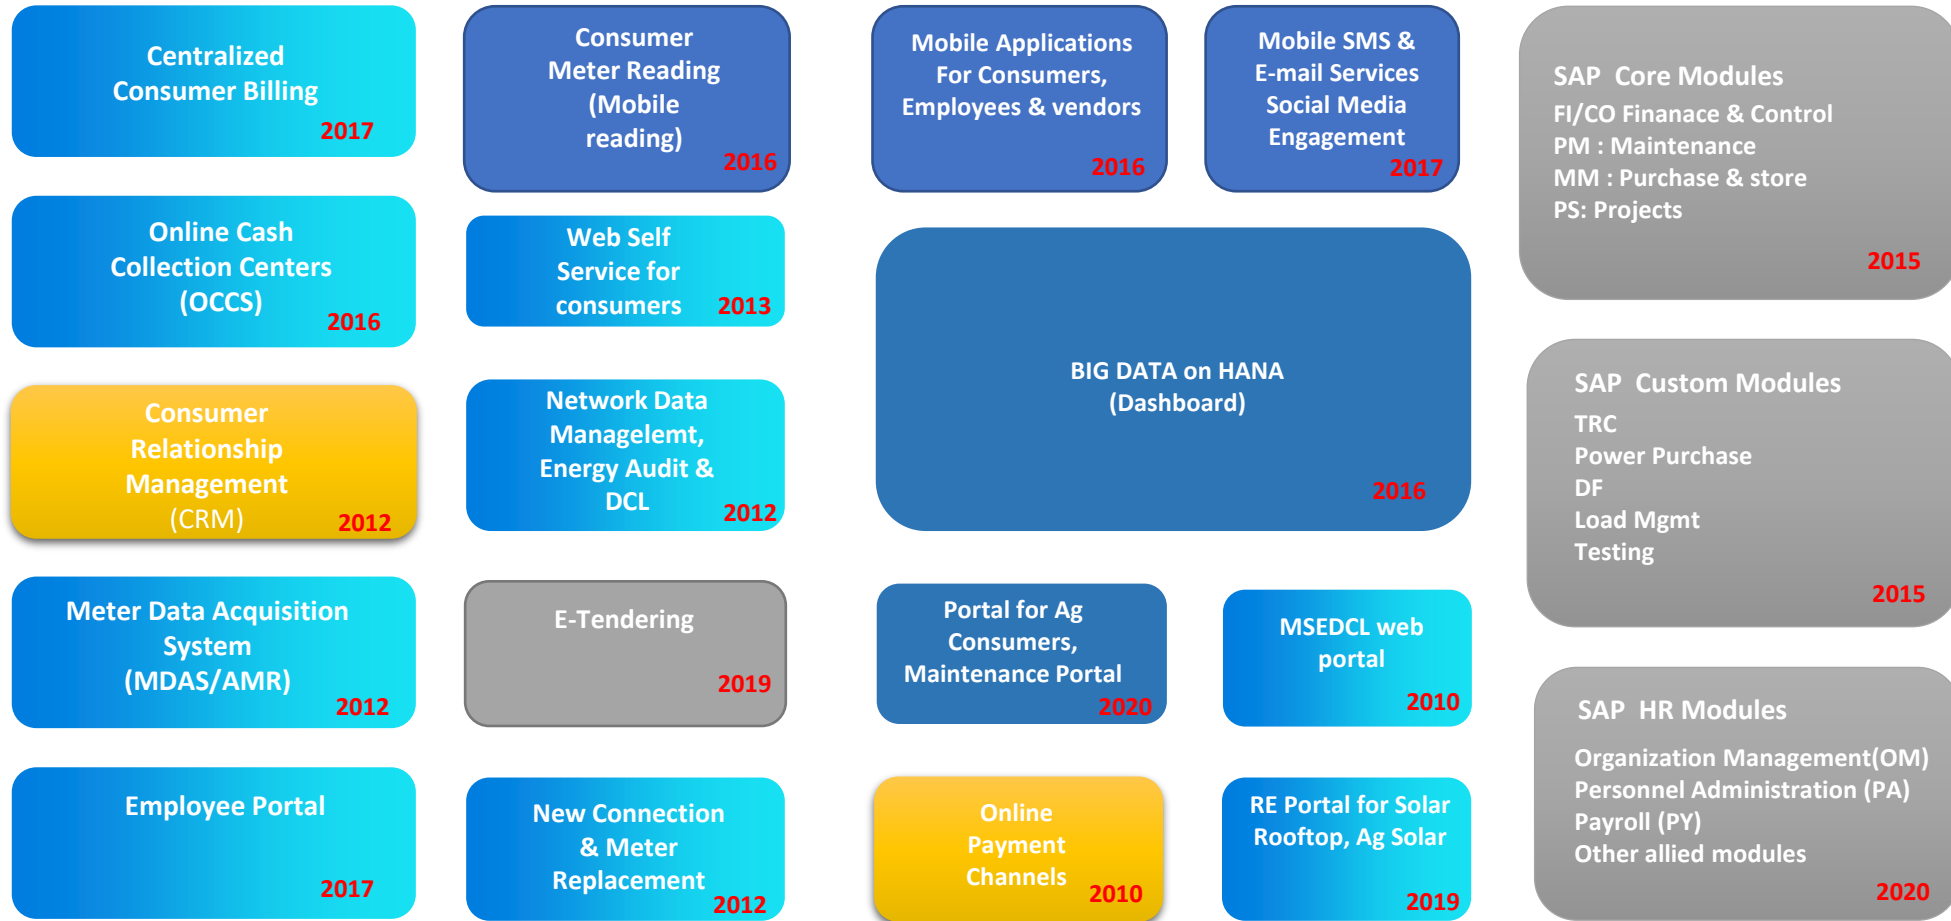 Centralized
Consumer Billing
2017
Consumer
Meter Reading
(Mobile
reading)
2016
Mobile Applications
For Consumers,
Employees & vendors
2016
Mobile SMS &
E-mail Services
Social Media
Engagement
2017
SAP Core Modules
FI/CO Finanace & Control
PM : Maintenance
MM : Purchase & store
PS: Projects
2015
Online Cash
Collection Centers
(OCCS)
2016
Web Self
Service for
consumers
2013
BIG DATA on HANA
(Dashboard)
2016
SAP Custom Modules
TRC
Power Purchase
DF
Load Mgmt
Testing
2015
Consumer
Relationship
Management
(CRM)
2012
Network Data
Managelemt,
Energy Audit &
DCL
2012
Meter Data Acquisition
System
(MDAS/AMR)
2012
E-Tendering
2019
Portal for Ag
Consumers,
Maintenance Portal
2020
MSEDCL web
portal
2010
SAP HR Modules
Organization Management(OM)
Personnel Administration (PA)
Payroll (PY)
Other allied modules
2020
Employee Portal
2017
New Connection
& Meter
Replacement
2012
Online
Payment
Channels
2010
RE Portal for Solar
Rooftop, Ag Solar
2019